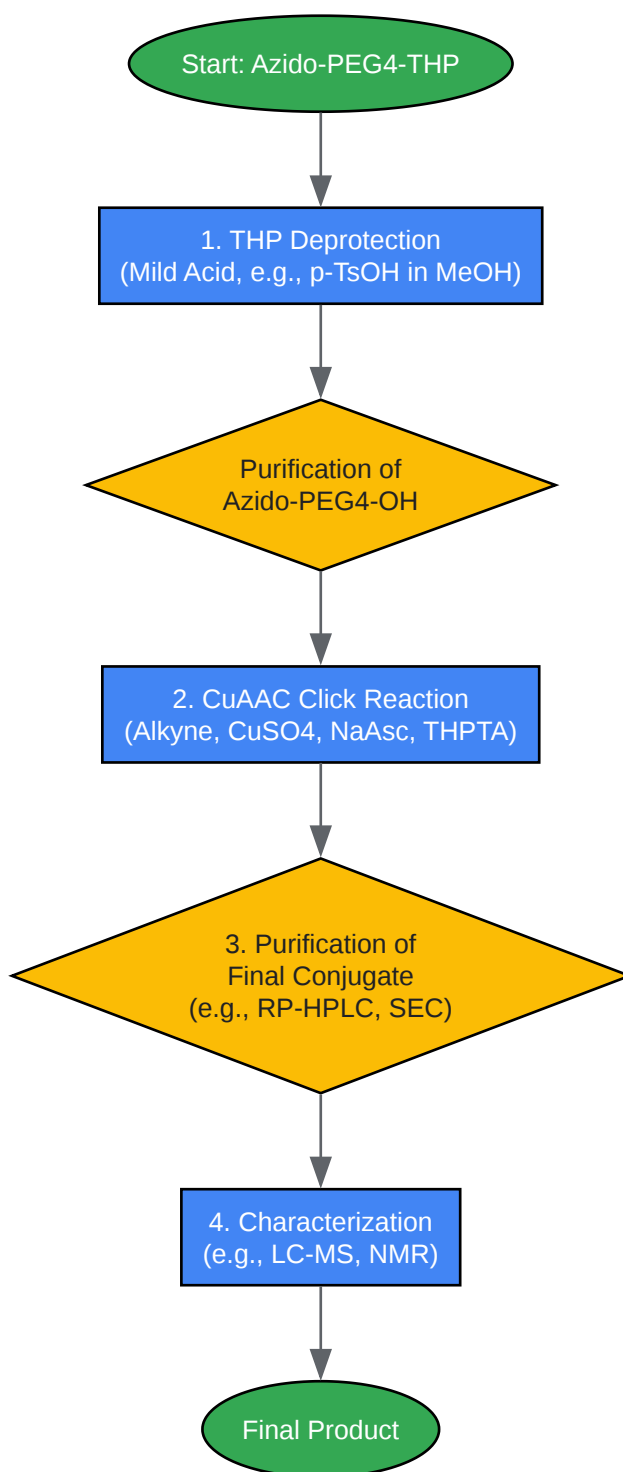 Start: Azido-PEG4-THP
1. THP Deprotection
(Mild Acid, e.g., p-TsOH in MeOH)
Purification of
Azido-PEG4-OH
2. CuAAC Click Reaction
(Alkyne, CuSO4, NaAsc, THPTA)
3. Purification of
Final Conjugate
(e.g., RP-HPLC, SEC)
4. Characterization
(e.g., LC-MS, NMR)
Final Product